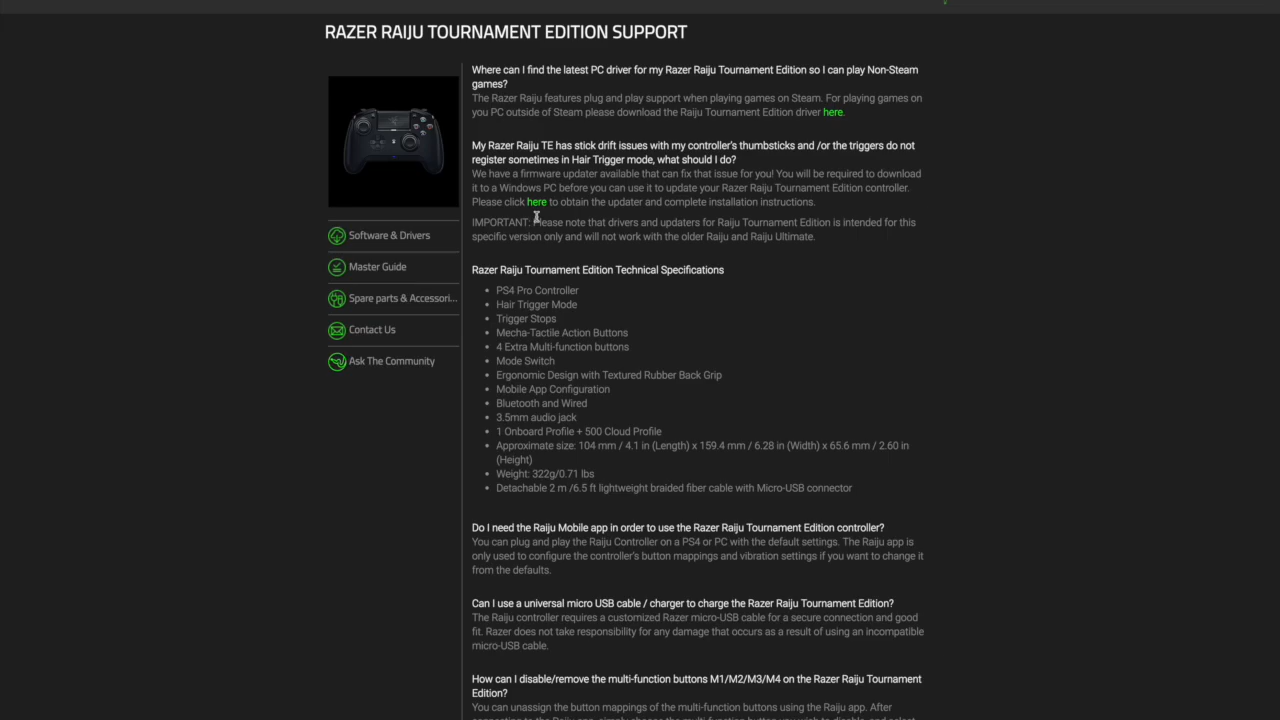 RAZER RAIJU TOURNAMENT EDITION SUPPORT
Software & Drivers
Master Guide
Spare parts & Accessori...
Contact Us
Ask The Community
Where can I find the latest PC driver for my Razer Raiju Tournament Edition so I can play Non-Steam
games?
The Razer Raiju features plug and play support when playing games on Steam. For playing games on
you PC outside of Steam please download the Raiju Tournament Edition driver here.
My Razer Raiju TE has stick drift issues with my controller's thumbsticks and /or the triggers do not
register sometimes in Hair Trigger mode, what should I do?
We have a firmware updater available that can fix that issue for you! You will be required to download
it to a Windows PC before you can use it to update your Razer Raiju Tournament Edition controller.
Please click here to obtain the updater and complete installation instructions.
IMPORTANT: Please note that drivers and updaters for Raiju Tournament Edition is intended for this
specific version only and will not work with the older Raiju and Raiju Ultimate.
Razer Raiju Tournament Edition Technical Specifications
• PS4 Pro Controller
• Hair Trigger Mode
• Trigger Stops
• Mecha-Tactile Action Buttons
• 4 Extra Multi-function buttons
• Mode Switch
• Ergonomic Design with Textured Rubber Back Grip
• Mobile App Configuration
• Bluetooth and Wired
• 3.5mm audio jack
• 1 Onboard Profile + 500 Cloud Profile
• Approximate size: 104 mm / 4.1 in (Length) x 159.4 mm / 6.28 in (Width) x 65.6 mm / 2.60 in
(Height)
• Weight: 322g/0.71 lbs
• Detachable 2 m /6.5 ft lightweight braided fiber cable with Micro-USB connector
Do I need the Raiju Mobile app in order to use the Razer Raiju Tournament Edition controller?
You can plug and play the Raiju Controller on a PS4 or PC with the default settings. The Raiju app is
only used to configure the controller's button mappings and vibration settings if you want to change it
from the defaults.
Can I use a universal micro USB cable / charger to charge the Razer Raiju Tournament Edition?
The Raiju controller requires a customized Razer micro-USB cable for a secure connection and good
fit. Razer does not take responsibility for any damage that occurs as a result of using an incompatible
micro-USB cable.
How can I disable/remove the multi-function buttons M1/M2/M3/M4 on the Razer Raiju Tournament
Edition?
You can unassign the button mappings of the multi-function buttons using the Raiju app. After